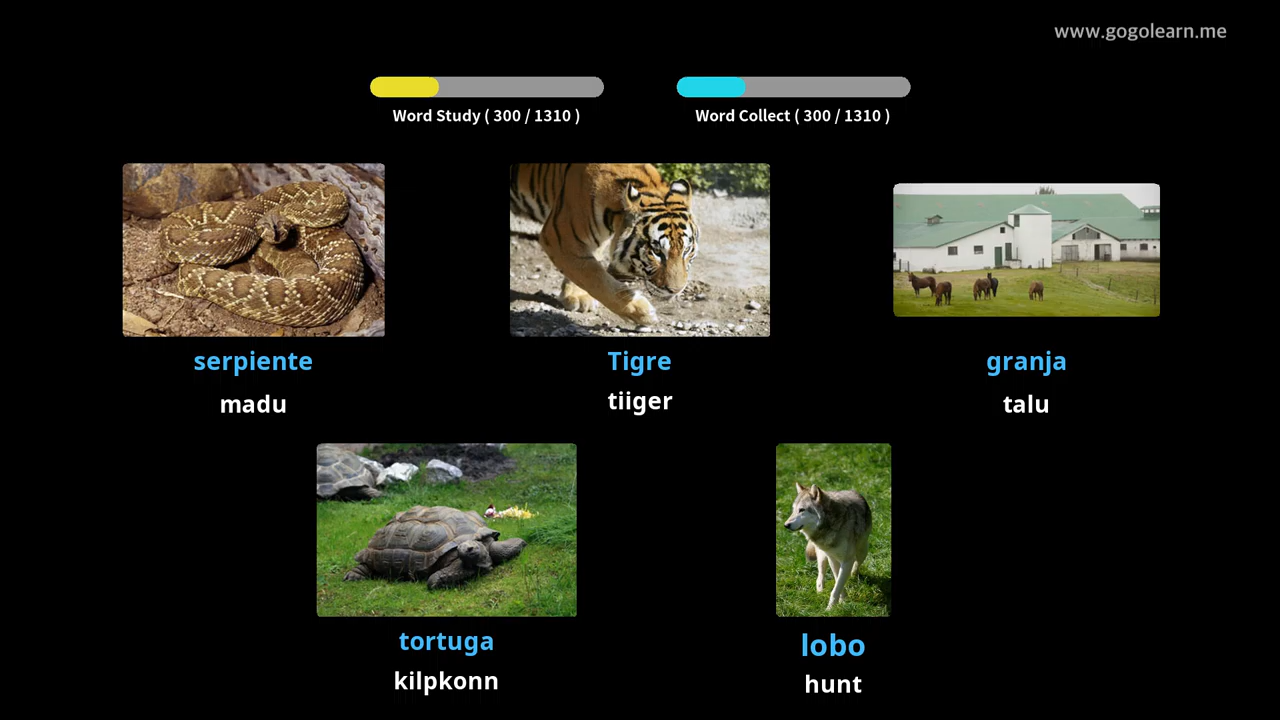 www.gogolearn.me
Word Study ( 300 / 1310 )
Word Collect ( 300 / 1310 )
serpiente
madu
Tigre
tiiger
granja
talu
tortuga
kilpkonn
lobo
hunt